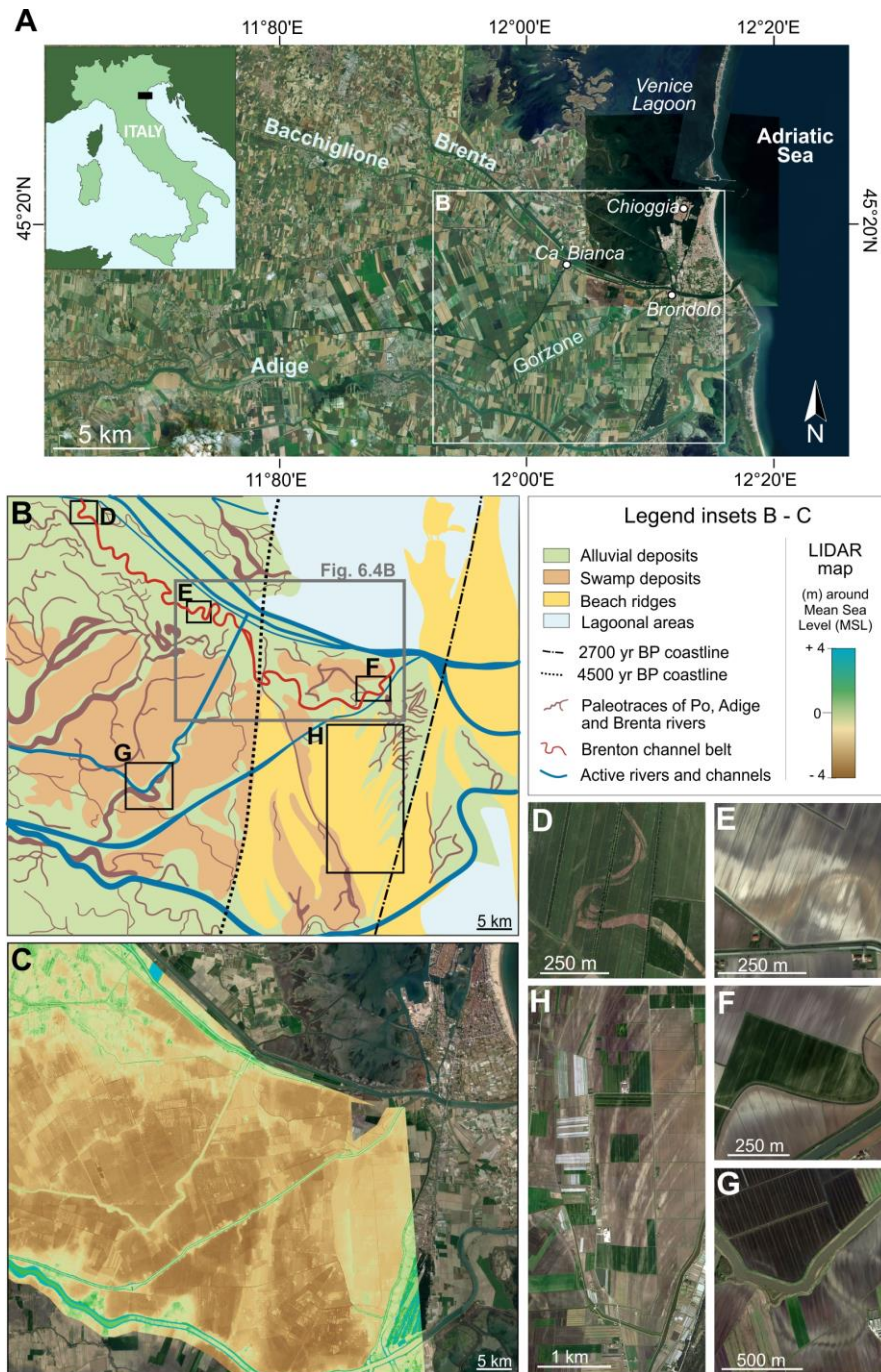 A
11°80'E
12°00'E
12°20'E
ITALY
Venice
Lagoon
Adriatic
Sea
Bacchiglione
Brenta
45°20'N
B
Chioggia
45°20'N
Ca' Bianca
Brondolo
Gorzone
Adige
5 km
N
11°80'E
12°00'E
12°20'E
B
D
Fig. 6.4B
E
F
G
H
5 km
Legend insets B - C
Alluvial deposits
Swamp deposits
Beach ridges
Lagoonal areas
2700 yr BP coastline
4500 yr BP coastline
Paleotraces of Po, Adige
and Brenta rivers
Brenton channel belt
Active rivers and channels
LIDAR
map
(m) around
Mean Sea
Level (MSL)
+ 4
0
- 4
C
5 km
D
250 m
E
250 m
H
1 km
F
250 m
G
500 m